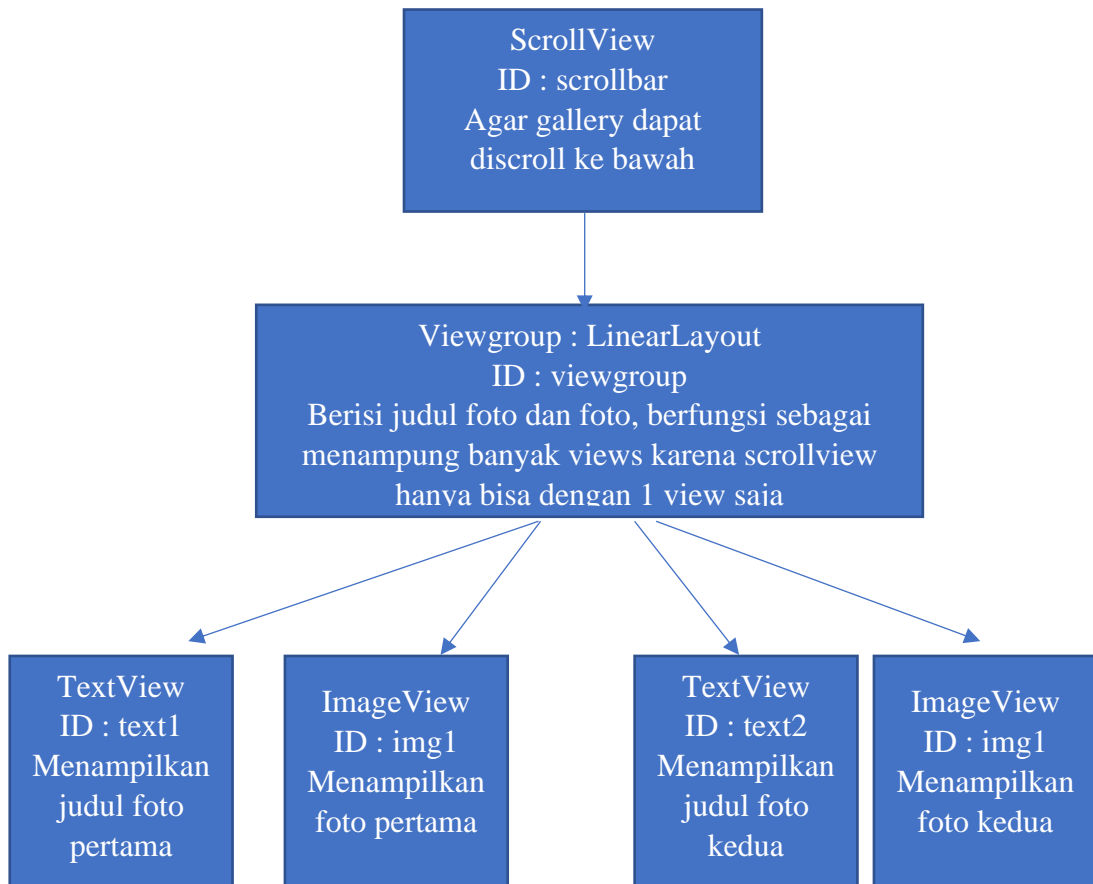 ScrollView
ID : scrollbar
Agar gallery dapat
discroll ke bawah
Viewgroup : LinearLayout
ID : viewgroup
Berisi judul foto dan foto, berfungsi sebagai
menampung banyak views karena scrollview
hanya bisa dengan 1 view saja
TextView
ID : text1
Menampilkan
judul foto
pertama
ImageView
ID : img1
Menampilkan
foto pertama
TextView
ID : text2
Menampilkan
judul foto
kedua
ImageView
ID : img1
Menampilkan
foto kedua